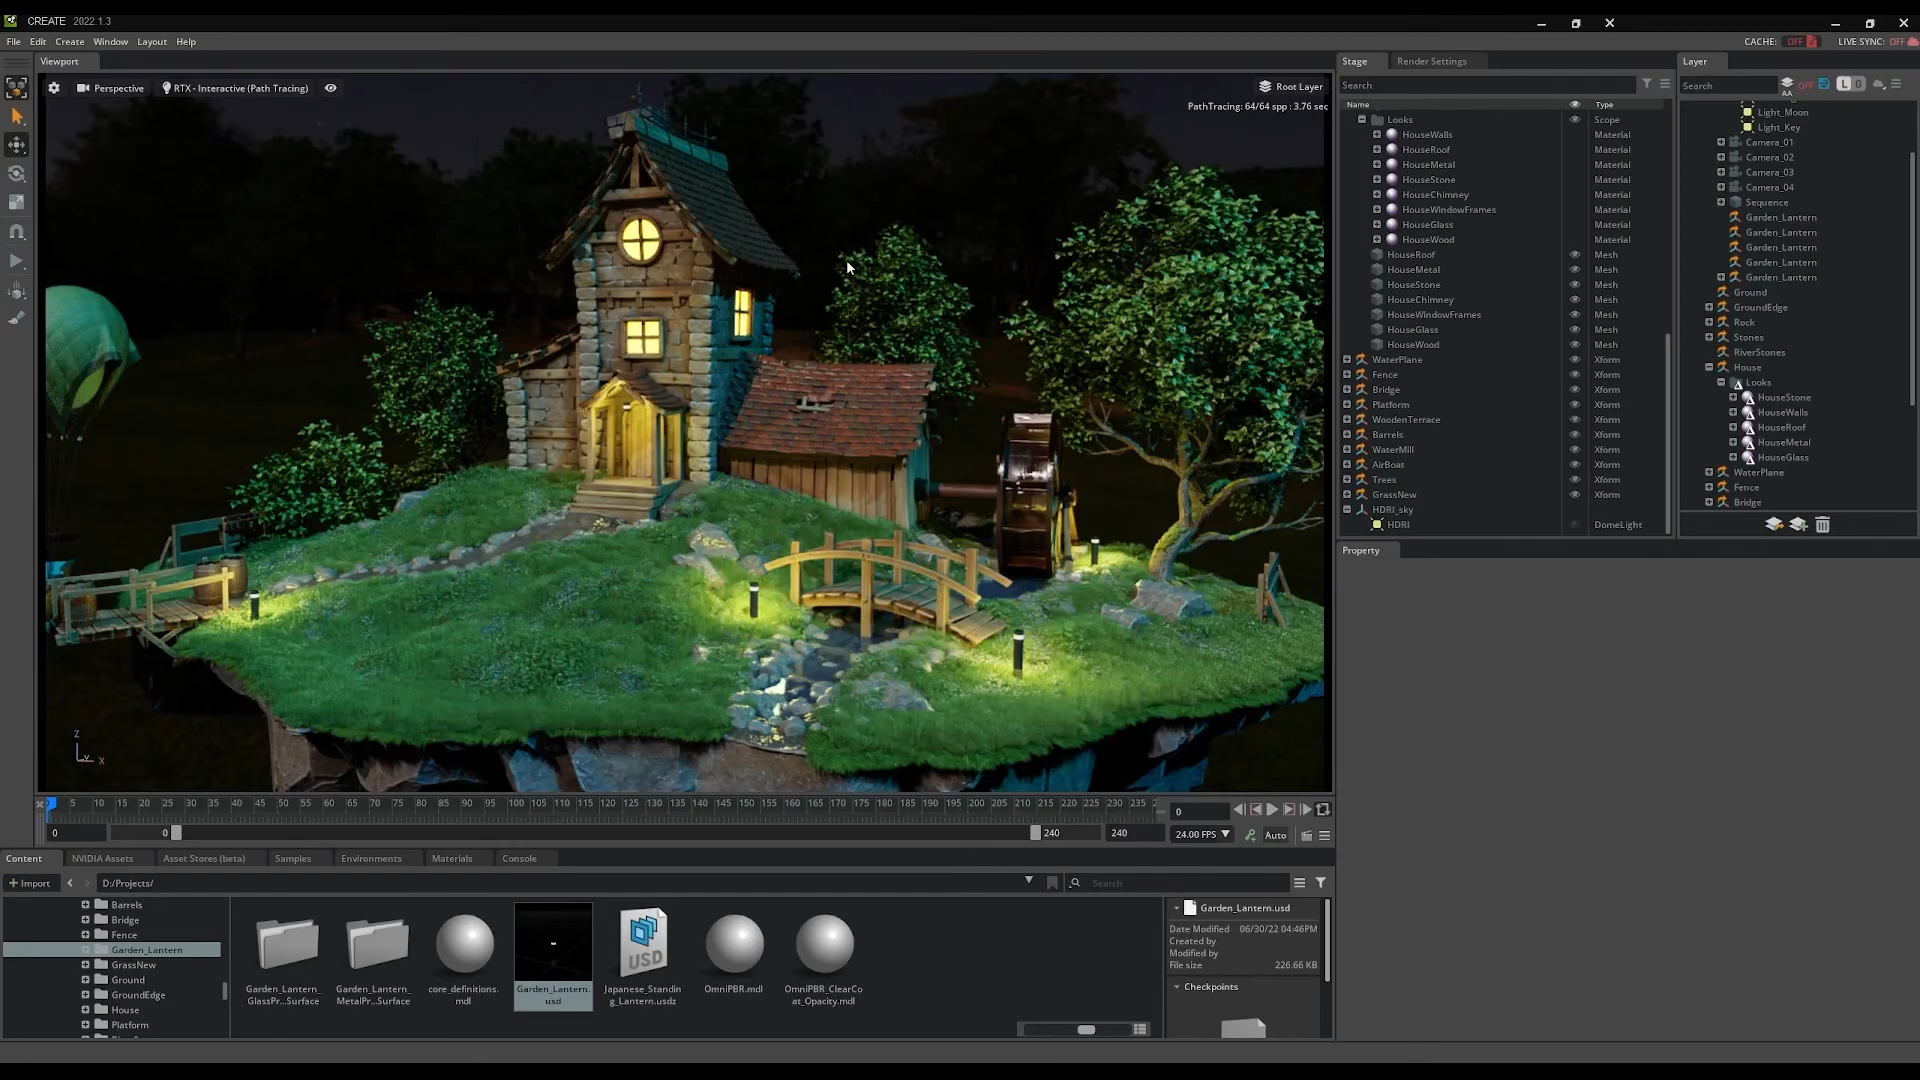 CREATE 2022.1.3
File Edit Create Window Layout Help
CACHE: OFF LIVE SYNC: OFF
Viewport
Perspective RTX - Interactive (Path Tracing)
Root Layer
PathTracing: 64/64 spp : 3.76 sec
Z
X
Stage Render Settings
Search
Name Type
Looks Scope
HouseWalls Material
HouseRoof Material
HouseMetal Material
HouseStone Material
HouseChimney Material
HouseWindowFrames Material
HouseGlass Material
HouseWood Material
HouseRoof Mesh
HouseMetal Mesh
HouseStone Mesh
HouseChimney Mesh
HouseWindowFrames Mesh
HouseGlass Mesh
HouseWood Mesh
WaterPlane Xform
Fence Xform
Bridge Xform
Platform Xform
WoodenTerrace Xform
Barrels Xform
WaterMill Xform
AirBoat Xform
Trees Xform
GrassNew Xform
HDRI_sky
HDRI DomeLight
Layer
Search AA OFF L G
Light_Moon
Light_Key
Camera_01
Camera_02
Camera_03
Camera_04
Sequence
Garden_Lantern
Garden_Lantern
Garden_Lantern
Garden_Lantern
Garden_Lantern
Ground
GroundEdge
Rock
Stones
RiverStones
House
Looks
HouseStone
HouseWalls
HouseRoof
HouseMetal
HouseGlass
WaterPlane
Fence
Bridge
Property
5 10 15 20 25 30 35 40 45 50 55 60 65 70 75 80 85 90 95 100 105 110 115 120 125 130 135 140 145 150 155 160 165 170 175 180 185 190 195 200 205 210 215 220 225 230 235 2
0
0 0 240 240 24.00 FPS Auto
Content NVIDIA Assets Asset Stores (beta) Samples Environments Materials Console
+ Import D:/Projects/ Search
Barrels
Bridge
Fence
Garden_Lantern
GrassNew
Ground
GroundEdge
House
Platform
Garden_Lantern_
GlassPr...Surface
Garden_Lantern_
MetalPr...Surface
core_definitions.
mdl
Garden_Lantern.
usd
USD
Japanese_Standin
g_Lantern.usdz
OmniPBR.mdl
OmniPBR_ClearCo
at_Opacity.mdl
Garden_Lantern.usd
Date Modified 06/30/22 04:46PM
Created by
Modified by
File size 226.66 KB
Checkpoints